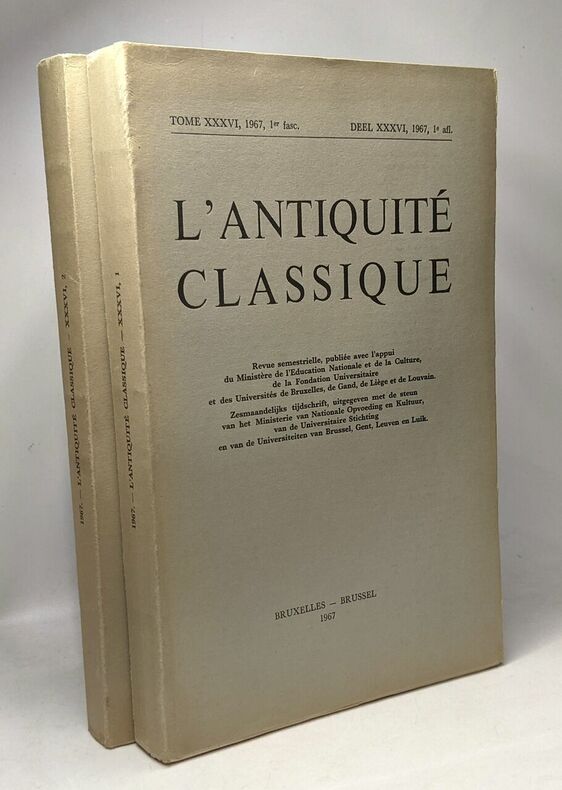 TOME XXXVI, 1967, 1er fasc. DEEL XXXVI, 1967, 1e afl.
L'ANTIQUITÉ
CLASSIQUE
Revue semestrielle, publiée avec l'appui
du Ministère de l'Education Nationale et de la Culture,
de la Fondation Universitaire
et des Universités de Bruxelles, de Gand, de Liège et de Louvain.
Zesmaandelijks tijdschrift, uitgegeven met de steun
van het Ministerie van Nationale Opvoeding en Kultuur,
van de Universitaire Stichting
en van de Universiteiten van Brussel, Gent, Leuven en Luik.
BRUXELLES — BRUSSEL
1967
1967. — L'ANTIQUITÉ CLASSIQUE — XXXVI, 1
1967. — L'ANTIQUITÉ CLASSIQUE - XXXVI, 2